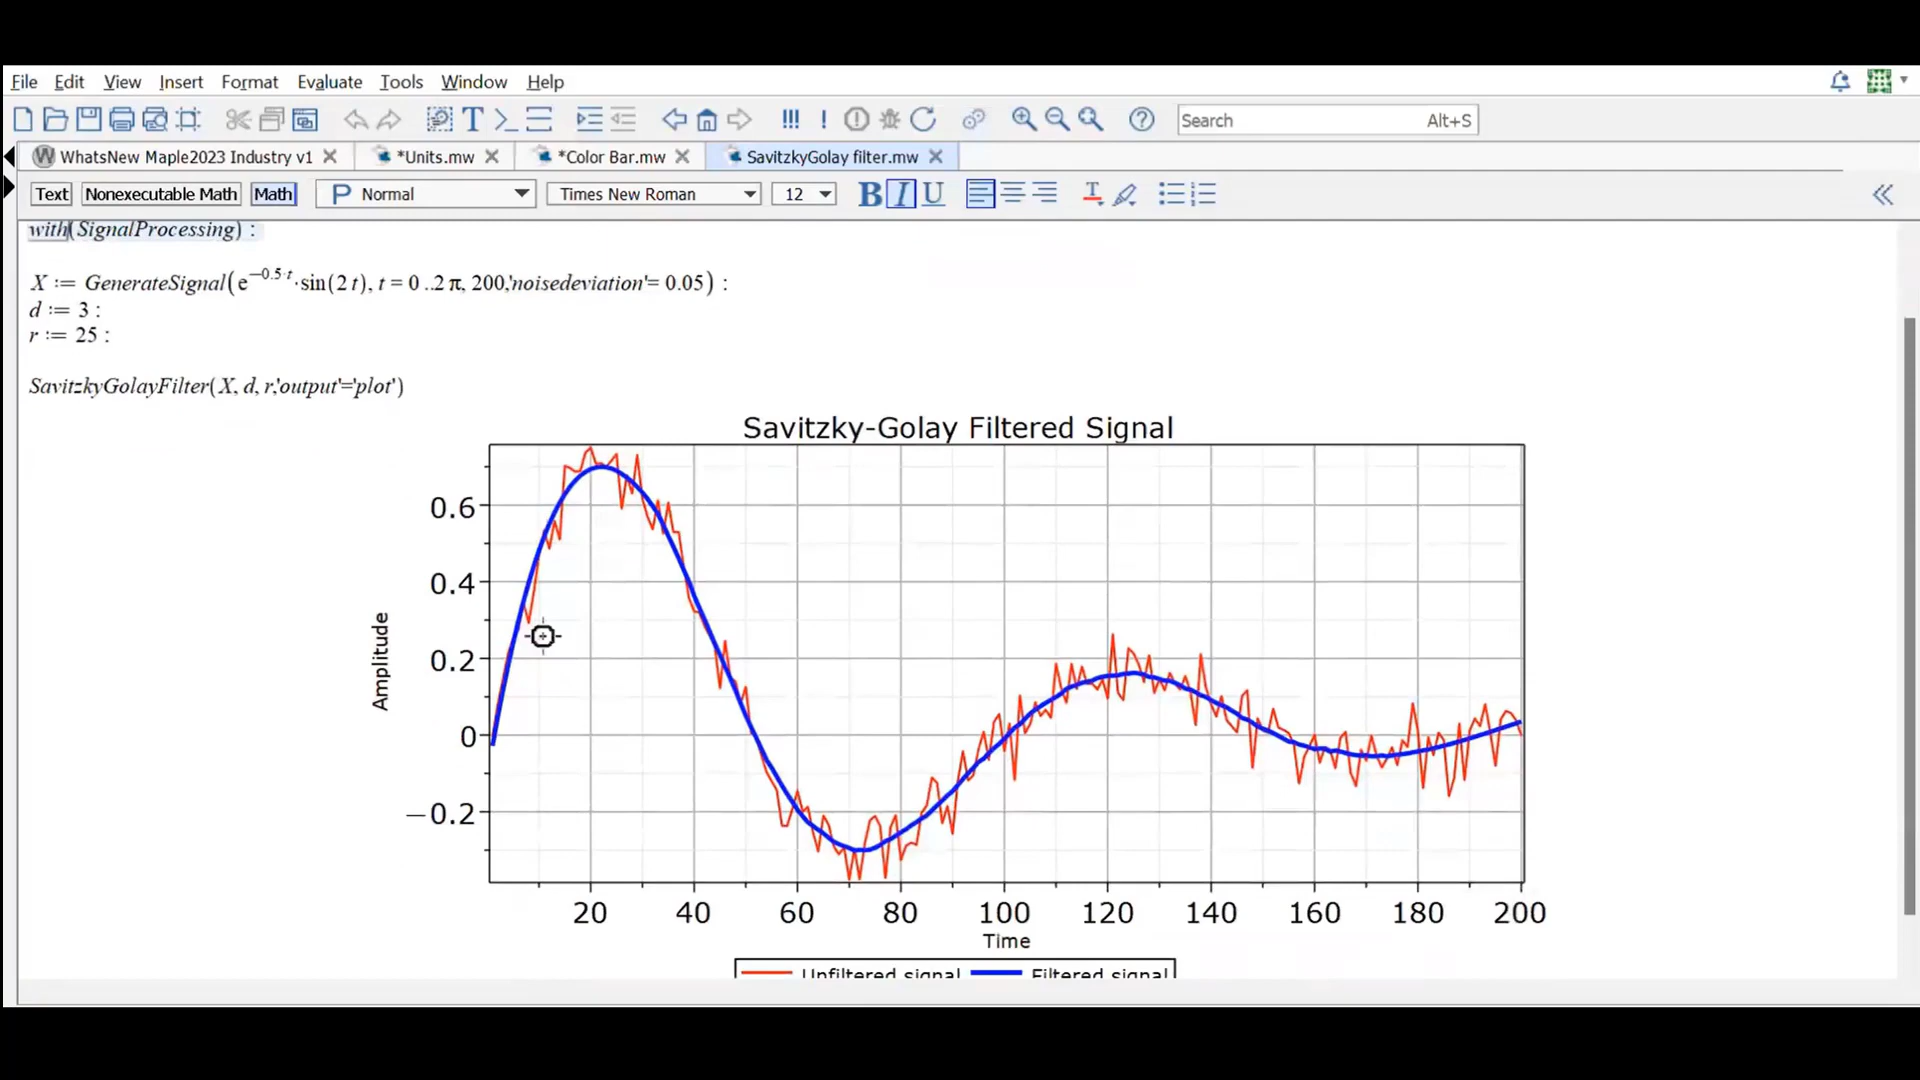 File Edit View Insert Format Evaluate Tools Window Help
Search Alt+S
WhatsNew Maple2023 Industry v1 *Units.mw *Color Bar.mw SavitzkyGolay filter.mw
Text Nonexecutable Math Math P Normal Times New Roman 12 B I U
with(SignalProcessing) :
X := GenerateSignal(e^−0.5·t·sin(2 t), t = 0 ..2 π, 200,'noisedeviation'= 0.05) :
d := 3 :
r := 25 :
SavitzkyGolayFilter(X, d, r,'output'='plot')
Savitzky-Golay Filtered Signal
0.6
0.4
0.2
0
−0.2
Amplitude
20 40 60 80 100 120 140 160 180 200
Time
Unfiltered signal Filtered signal